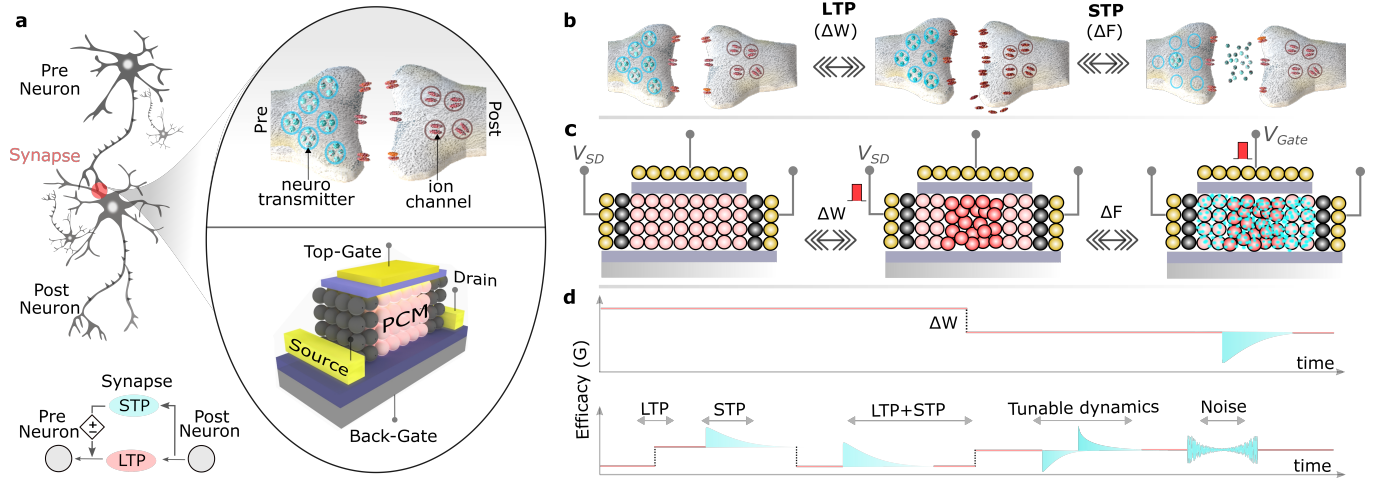 a
Pre
Neuron
Synapse
Post
Neuron
Pre
Post
neuro
transmitter
ion
channel
Top-Gate
Drain
PCM
Source
Back-Gate
Synapse
STP
Pre
Neuron
Post
Neuron
±
LTP
b
LTP
(ΔW)
STP
(ΔF)
c
V_SD
ΔW
V_SD
ΔF
V_Gate
d
Efficacy (G)
ΔW
time
LTP
STP
LTP+STP
Tunable dynamics
Noise
time